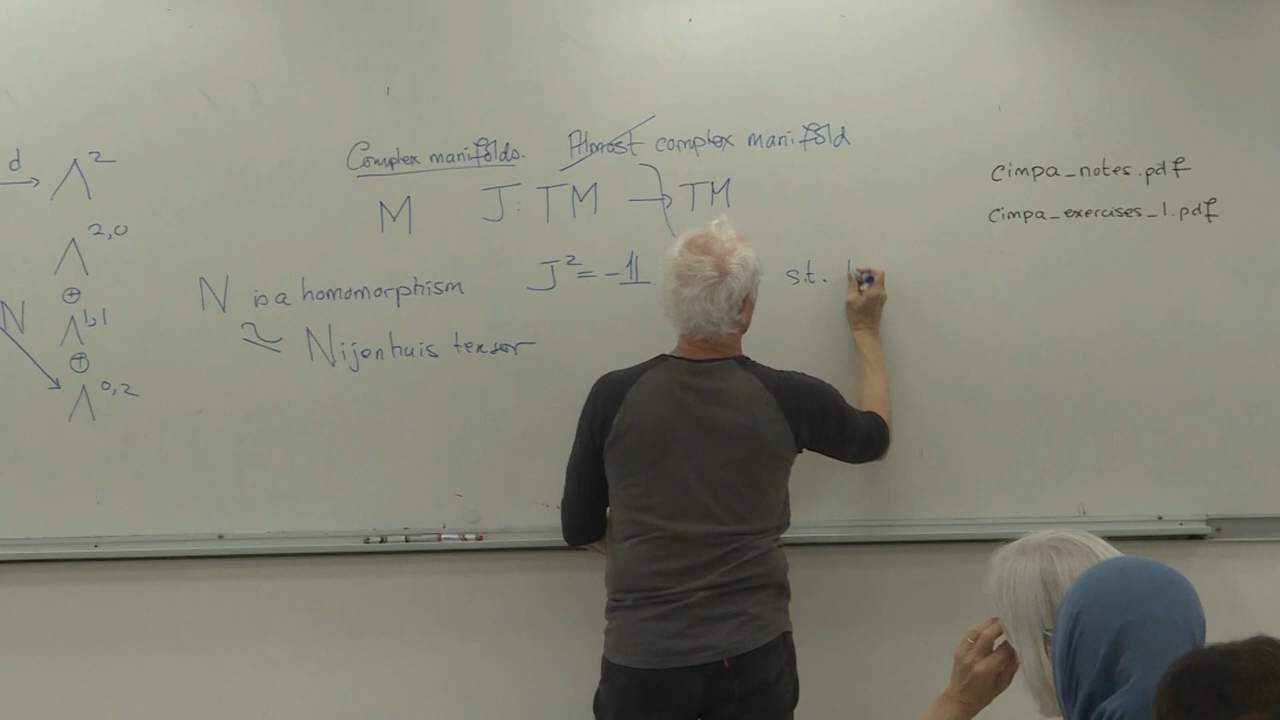 d → Λ²
Λ²,⁰
⊕
Λ¹,¹
⊕
Λ⁰,²
N
Complex manifolds. Almost complex manifold
M J: TM → TM
N is a homomorphism J² = -1 s.t.
≃ Nijenhuis tensor
cimpa_notes.pdf
cimpa_exercises_1.pdf